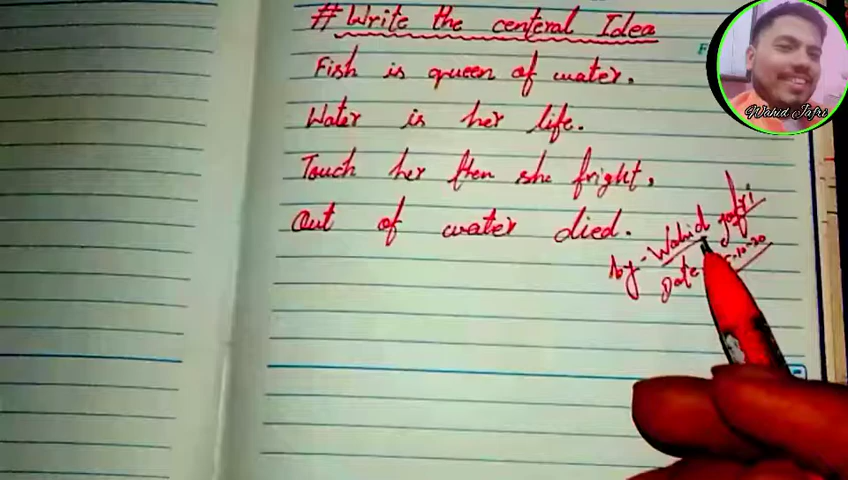 #Write the centeral Idea
Fish is queen of water.
Water is her life.
Touch her then she fright,
Out of water died.
by-Wahid Jafri
Date
Wahid Jafri